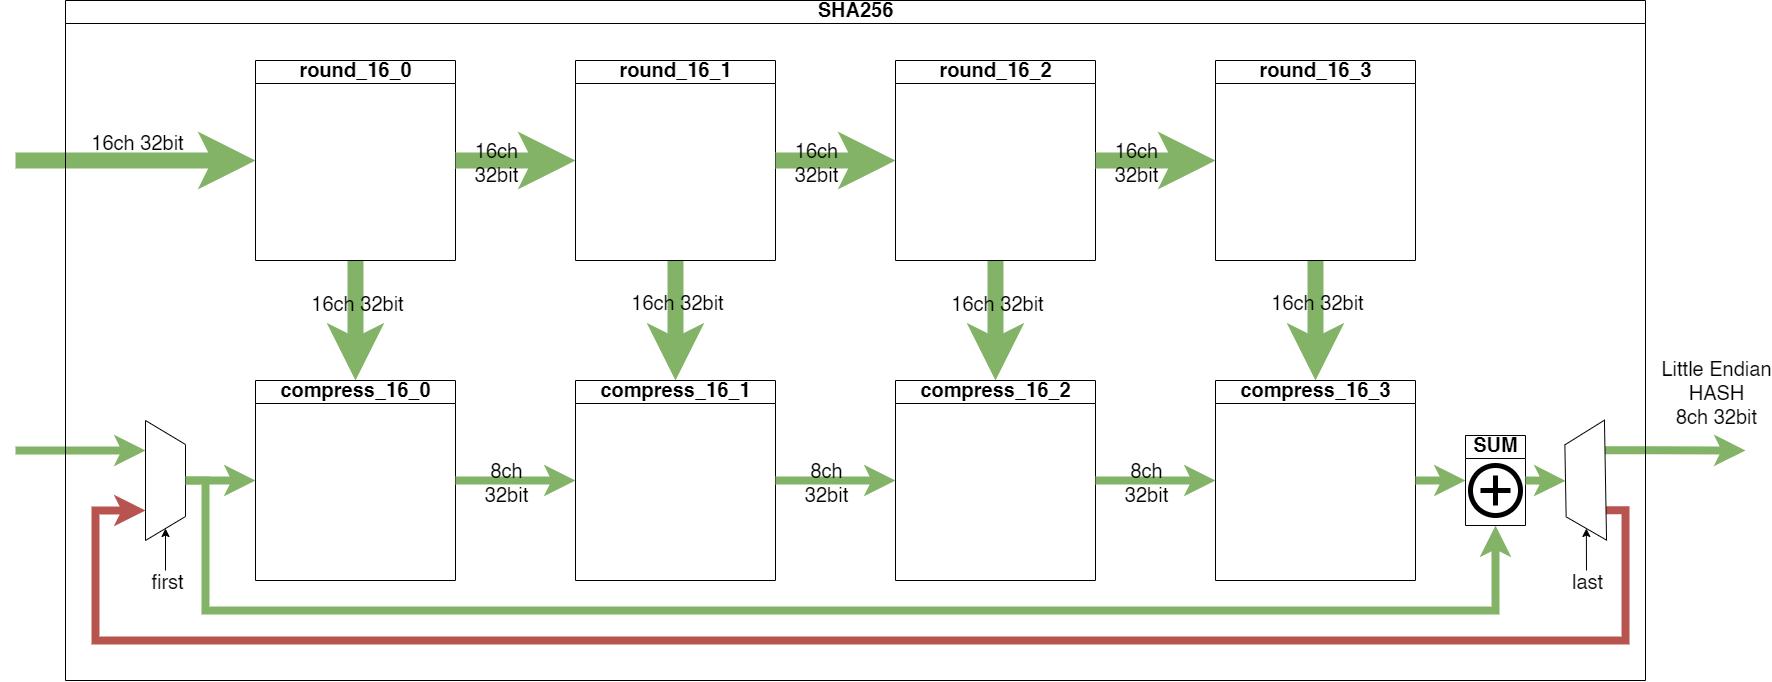 SHA256
round_16_0
round_16_1
round_16_2
round_16_3
16ch 32bit
16ch
32bit
16ch
32bit
16ch
32bit
16ch 32bit
16ch 32bit
16ch 32bit
16ch 32bit
compress_16_0
compress_16_1
compress_16_2
compress_16_3
8ch
32bit
8ch
32bit
8ch
32bit
SUM
Little Endian
HASH
8ch 32bit
first
last